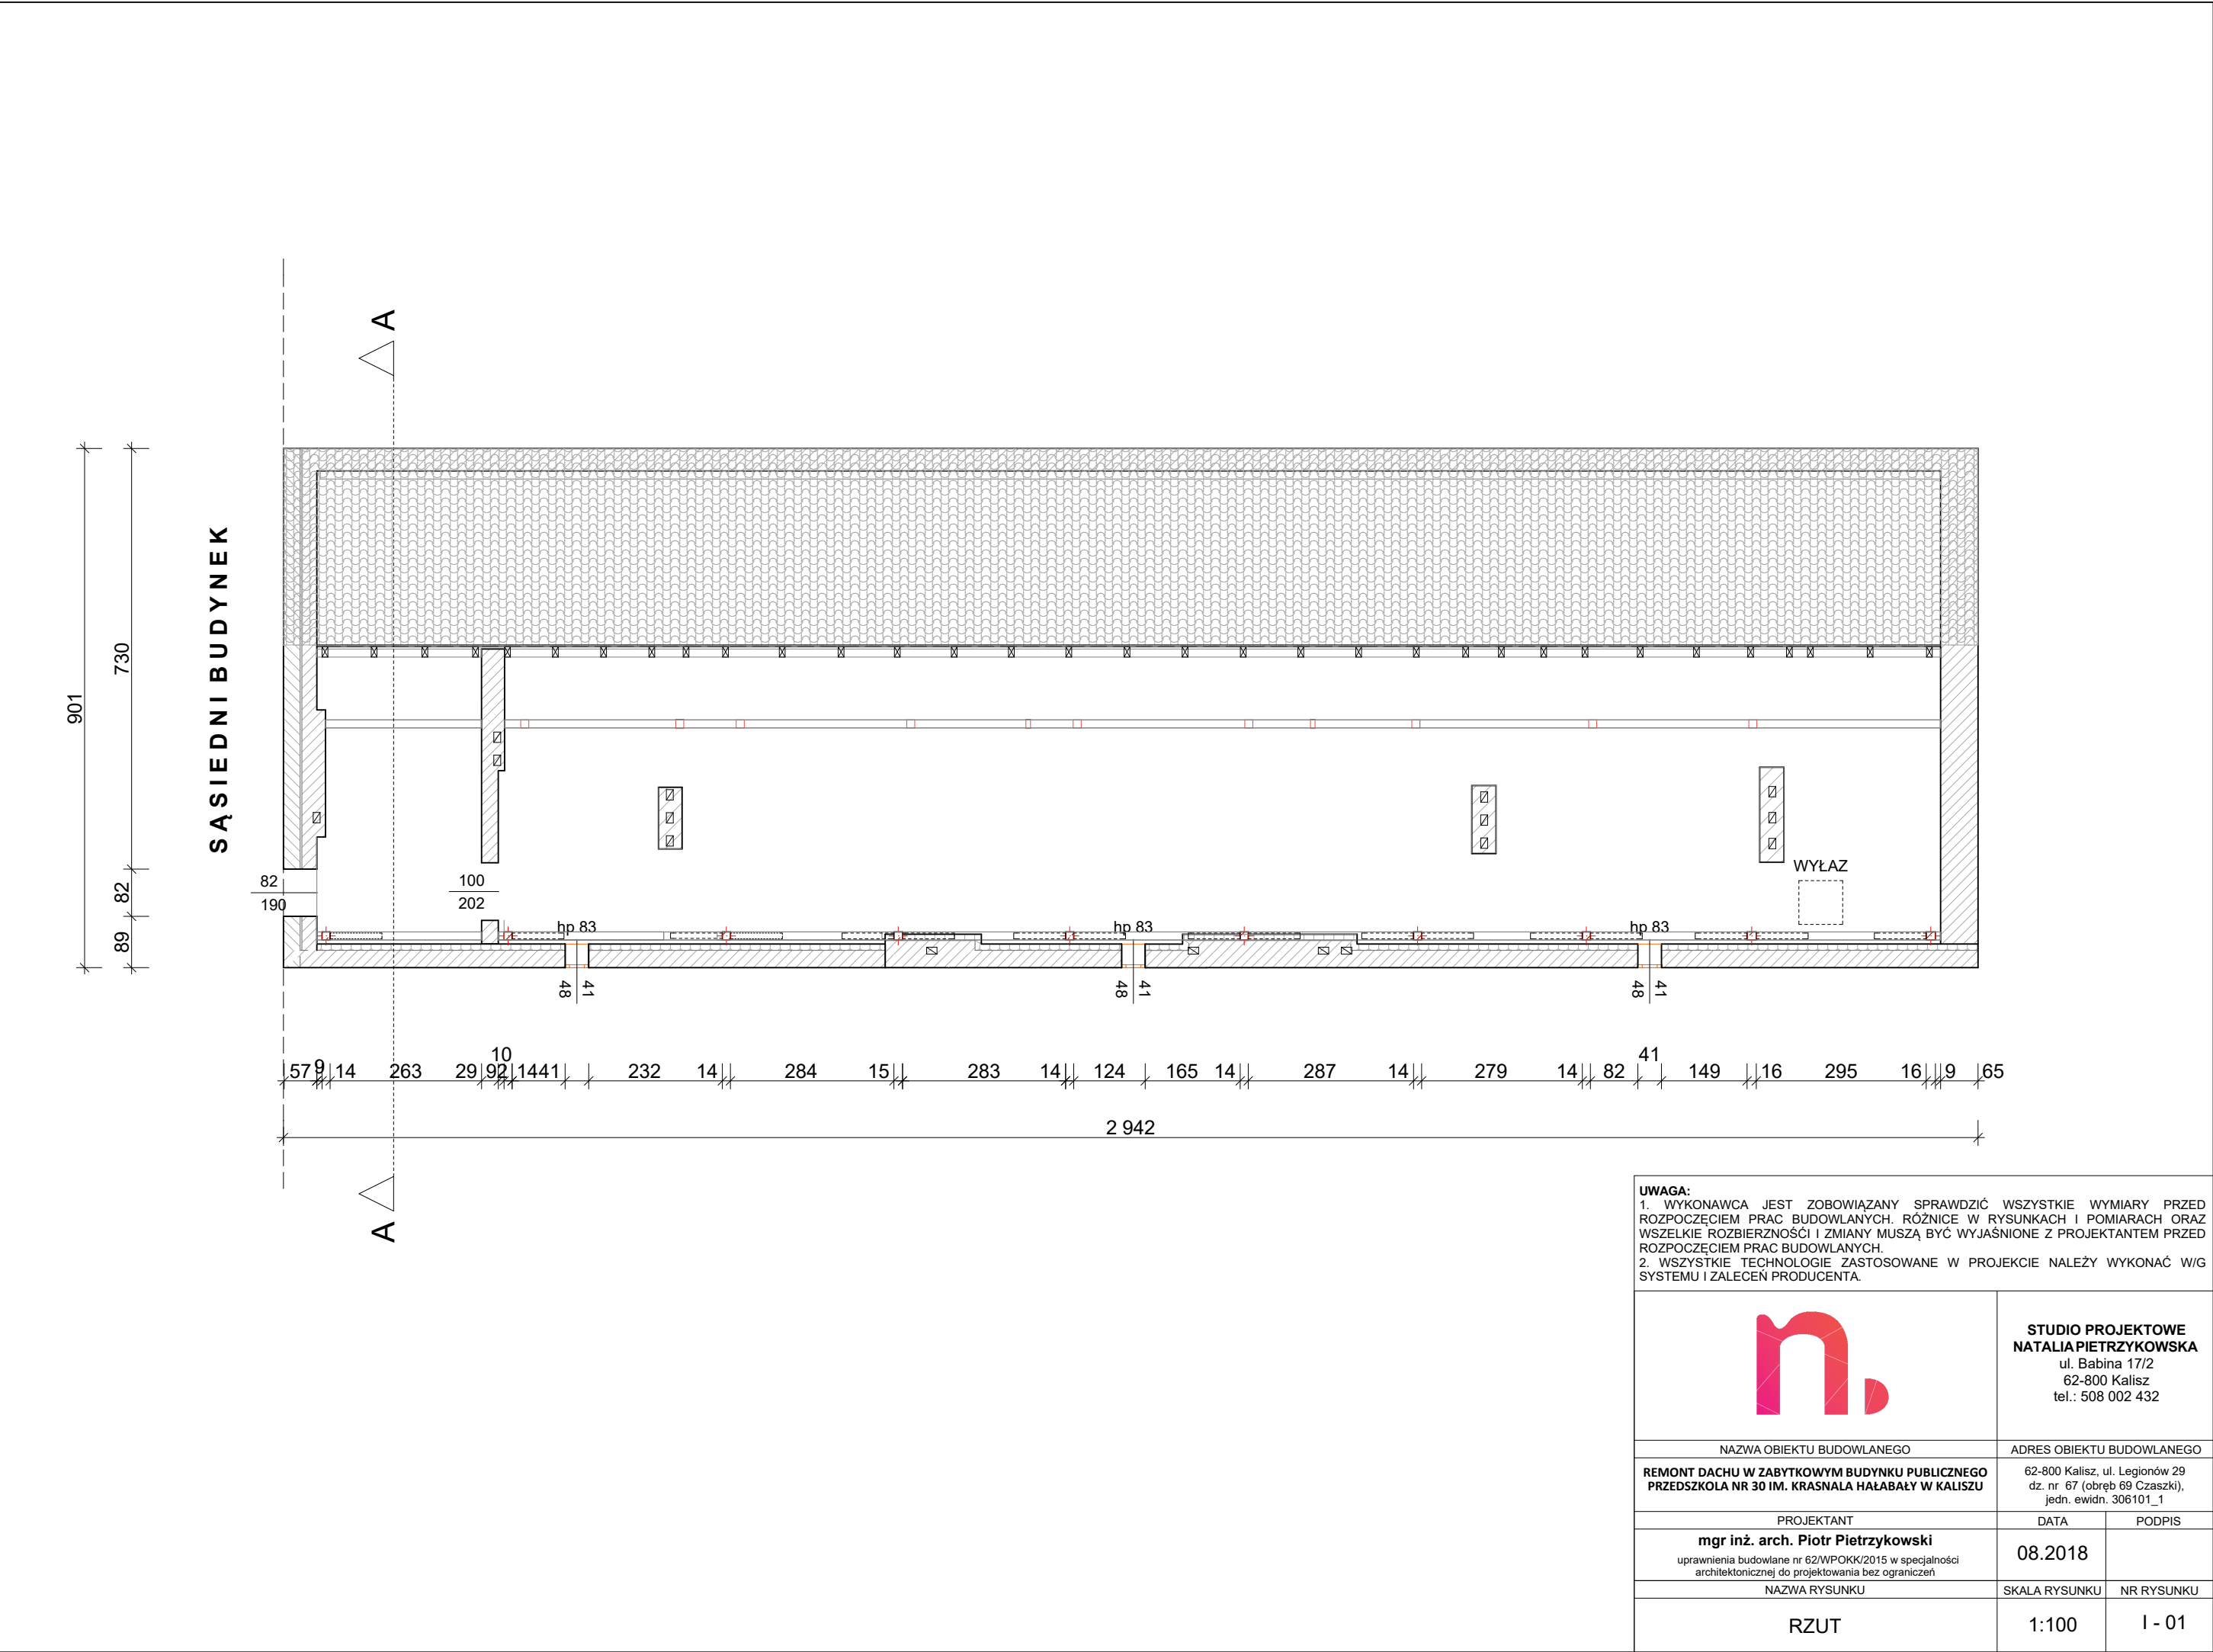 A
SĄSIEDNI BUDYNEK
901
730
82
89
82
190
100
202
WYŁAZ
hp 83
hp 83
hp 83
48 41
48 41
48 41
10
41
57 9 14 263 29 92 14 41 232 14 284 15 283 14 124 165 14 287 14 279 14 82 149 16 295 16 9 65
2 942
A
UWAGA:
1. WYKONAWCA JEST ZOBOWIĄZANY SPRAWDZIĆ WSZYSTKIE WYMIARY PRZED
ROZPOCZĘCIEM PRAC BUDOWLANYCH. RÓŻNICE W RYSUNKACH I POMIARACH ORAZ
WSZELKIE ROZBIERZNOŚĆI I ZMIANY MUSZĄ BYĆ WYJAŚNIONE Z PROJEKTANTEM PRZED
ROZPOCZĘCIEM PRAC BUDOWLANYCH.
2. WSZYSTKIE TECHNOLOGIE ZASTOSOWANE W PROJEKCIE NALEŻY WYKONAĆ W/G
SYSTEMU I ZALECEŃ PRODUCENTA.
n.
STUDIO PROJEKTOWE
NATALIA PIETRZYKOWSKA
ul. Babina 17/2
62-800 Kalisz
tel.: 508 002 432
NAZWA OBIEKTU BUDOWLANEGO
ADRES OBIEKTU BUDOWLANEGO
REMONT DACHU W ZABYTKOWYM BUDYNKU PUBLICZNEGO
PRZEDSZKOLA NR 30 IM. KRASNALA HAŁABAŁY W KALISZU
62-800 Kalisz, ul. Legionów 29
dz. nr 67 (obręb 69 Czaszki),
jedn. ewidn. 306101_1
PROJEKTANT
DATA
PODPIS
mgr inż. arch. Piotr Pietrzykowski
uprawnienia budowlane nr 62/WPOKK/2015 w specjalności
architektonicznej do projektowania bez ograniczeń
08.2018
NAZWA RYSUNKU
SKALA RYSUNKU
NR RYSUNKU
RZUT
1:100
I - 01